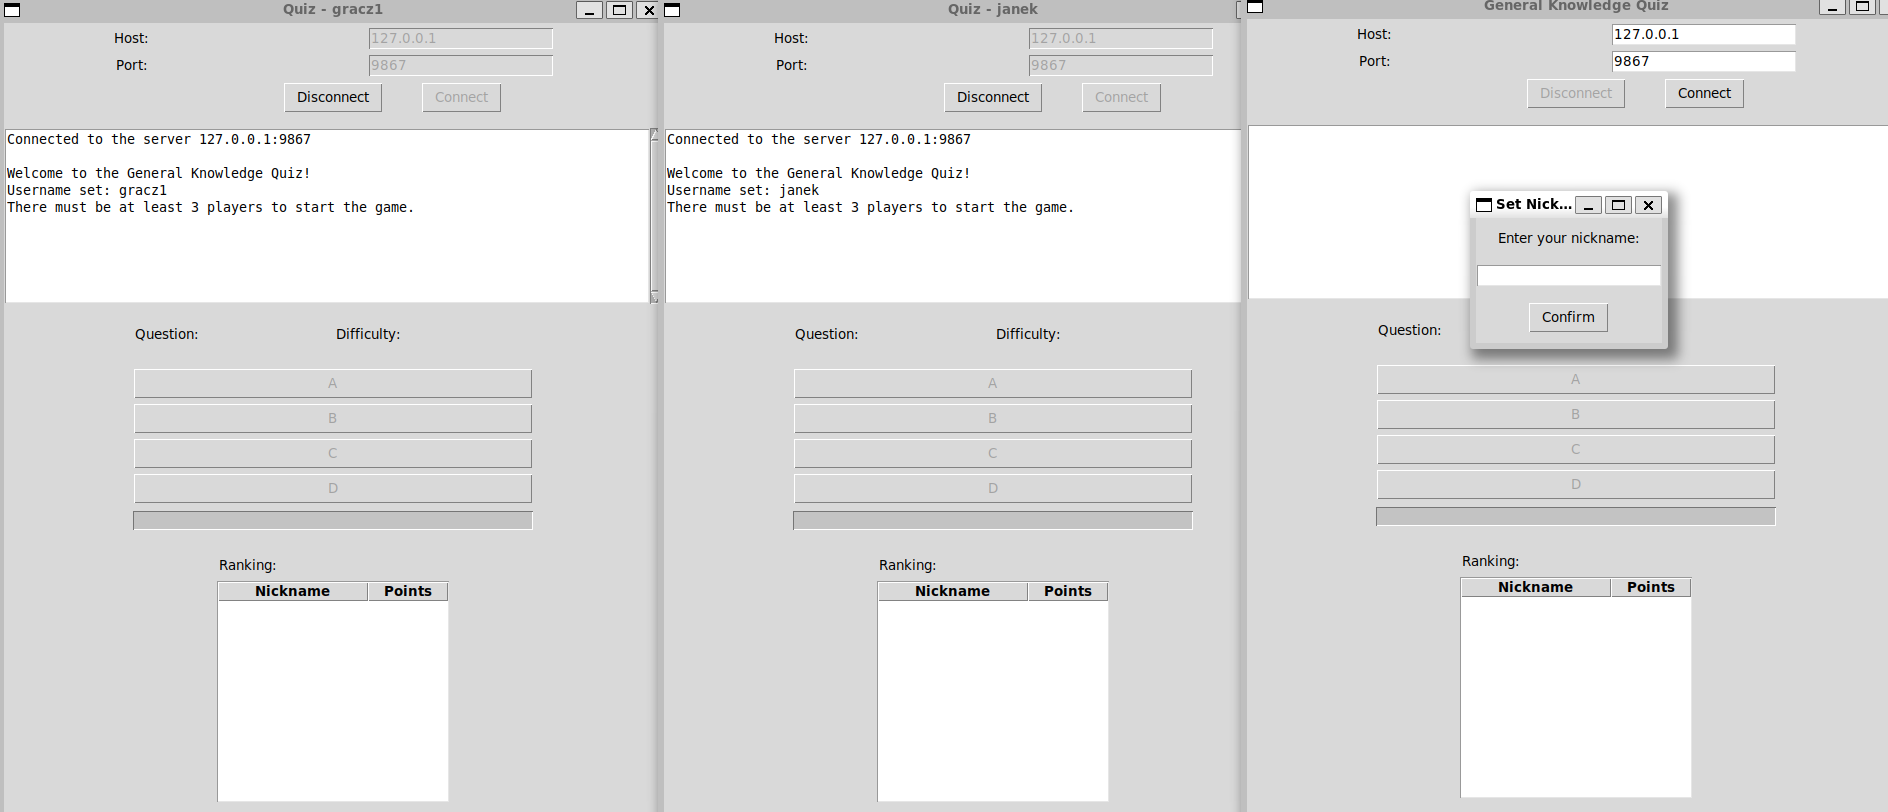 Quiz - gracz1
Host: 127.0.0.1
Port: 9867
Disconnect Connect
Connected to the server 127.0.0.1:9867
Welcome to the General Knowledge Quiz!
Username set: gracz1
There must be at least 3 players to start the game.
Question: Difficulty:
A
B
C
D
Ranking:
Nickname Points
Quiz - janek
Host: 127.0.0.1
Port: 9867
Disconnect Connect
Connected to the server 127.0.0.1:9867
Welcome to the General Knowledge Quiz!
Username set: janek
There must be at least 3 players to start the game.
Question: Difficulty:
A
B
C
D
Ranking:
Nickname Points
General Knowledge Quiz
Host: 127.0.0.1
Port: 9867
Disconnect Connect
Set Nick...
Enter your nickname:
Confirm
Question:
A
B
C
D
Ranking:
Nickname Points